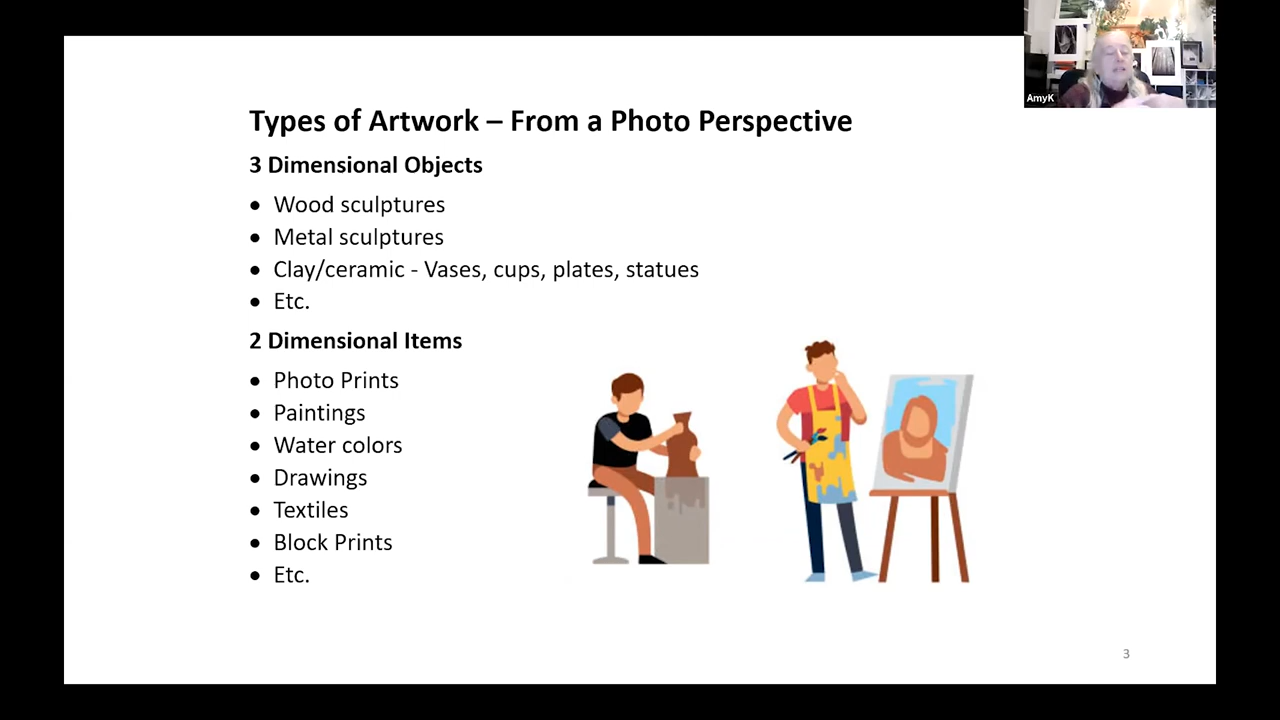 AmyK
Types of Artwork – From a Photo Perspective
3 Dimensional Objects
• Wood sculptures
• Metal sculptures
• Clay/ceramic - Vases, cups, plates, statues
• Etc.
2 Dimensional Items
• Photo Prints
• Paintings
• Water colors
• Drawings
• Textiles
• Block Prints
• Etc.
3